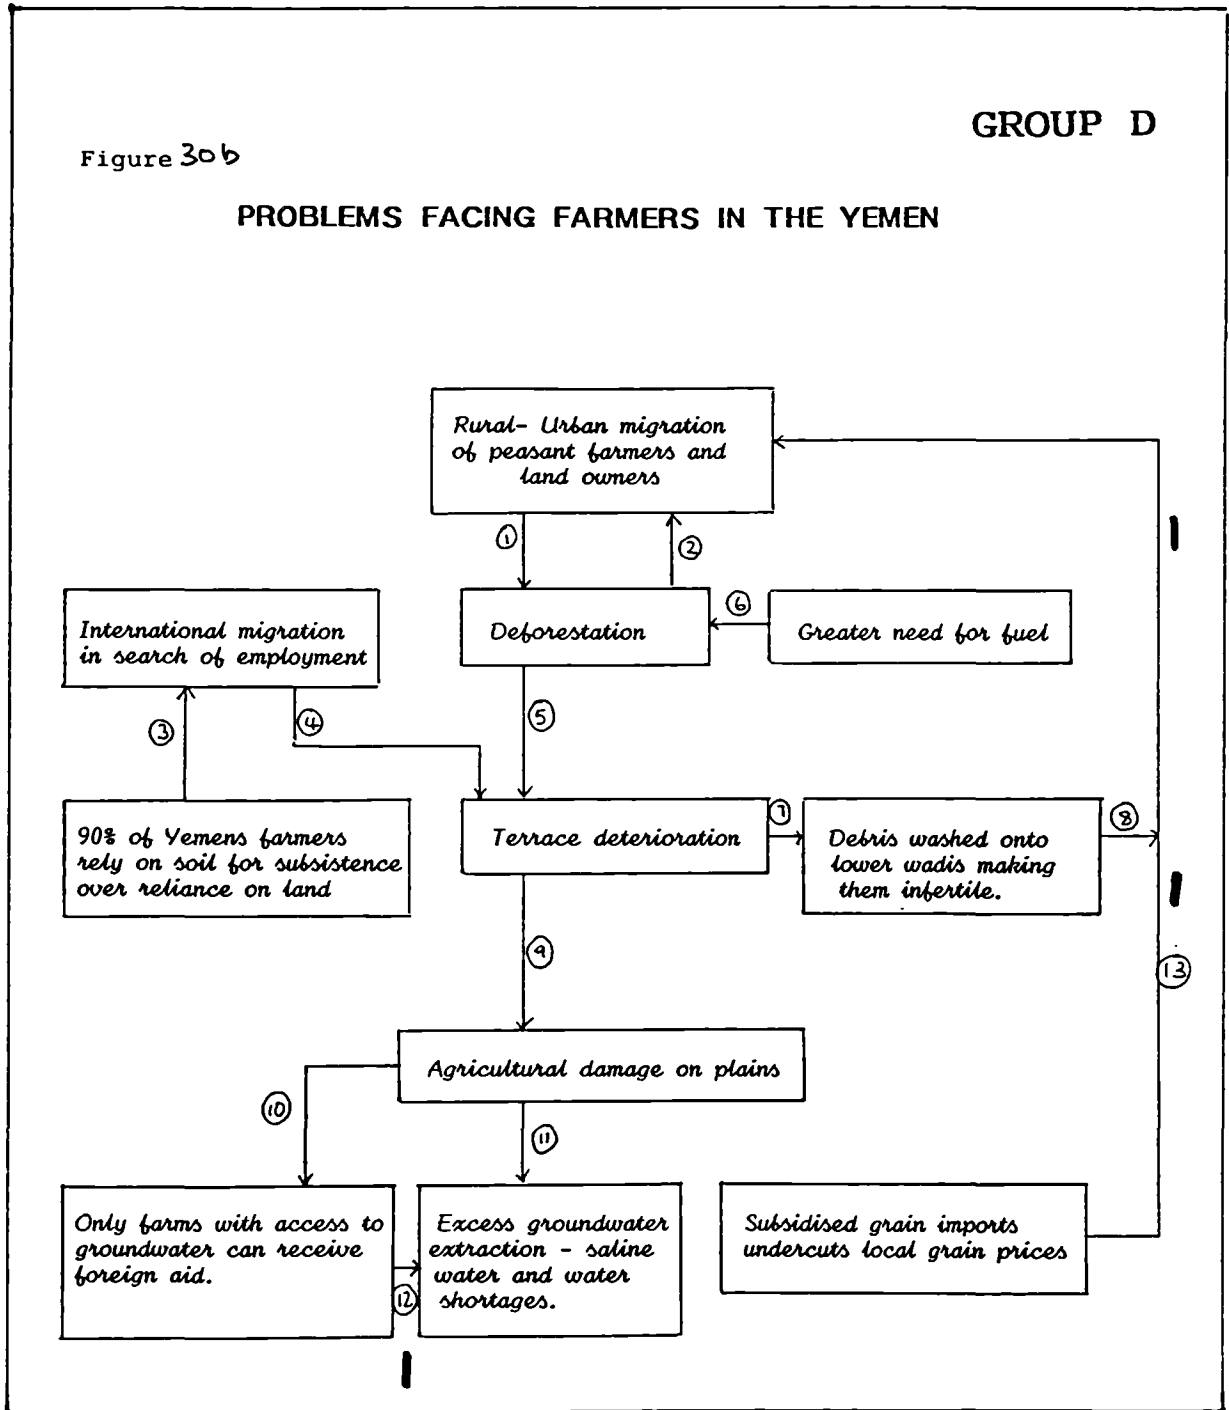 GROUP D
Figure 30b
PROBLEMS FACING FARMERS IN THE YEMEN
Rural- Urban migration
of peasant farmers and
land owners
1
2
International migration
in search of employment
Deforestation
6
Greater need for fuel
3
4
5
90% of Yemens farmers
rely on soil for subsistence
over reliance on land
Terrace deterioration
7
Debris washed onto
lower wadis making
them infertile.
8
9
13
Agricultural damage on plains
10
11
Only farms with access to
groundwater can receive
foreign aid.
12
Excess groundwater
extraction - saline
water and water
shortages.
Subsidised grain imports
undercuts local grain prices